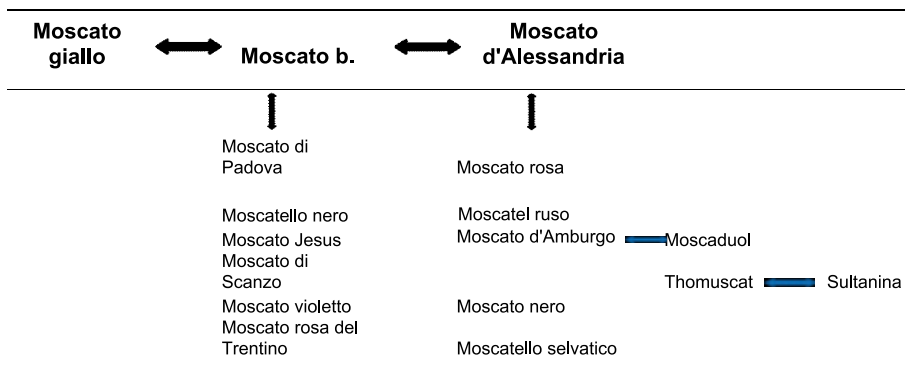 Moscato
giallo
Moscato b.
Moscato
d'Alessandria
Moscato di
Padova
Moscato rosa
Moscatello nero
Moscatel ruso
Moscato Jesus
Moscato d'Amburgo
Moscaduol
Moscato di
Scanzo
Thomuscat
Sultanina
Moscato violetto
Moscato nero
Moscato rosa del
Trentino
Moscatello selvatico